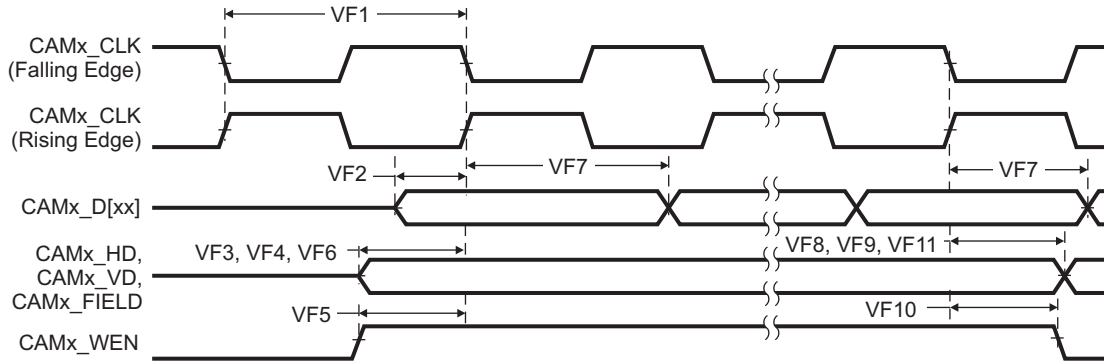 VF1
CAMx_CLK
(Falling Edge)
CAMx_CLK
(Rising Edge)
VF2
VF7
VF7
CAMx_D[xx]
CAMx_HD,
CAMx_VD,
CAMx_FIELD
VF3, VF4, VF6
VF8, VF9, VF11
VF5
VF10
CAMx_WEN